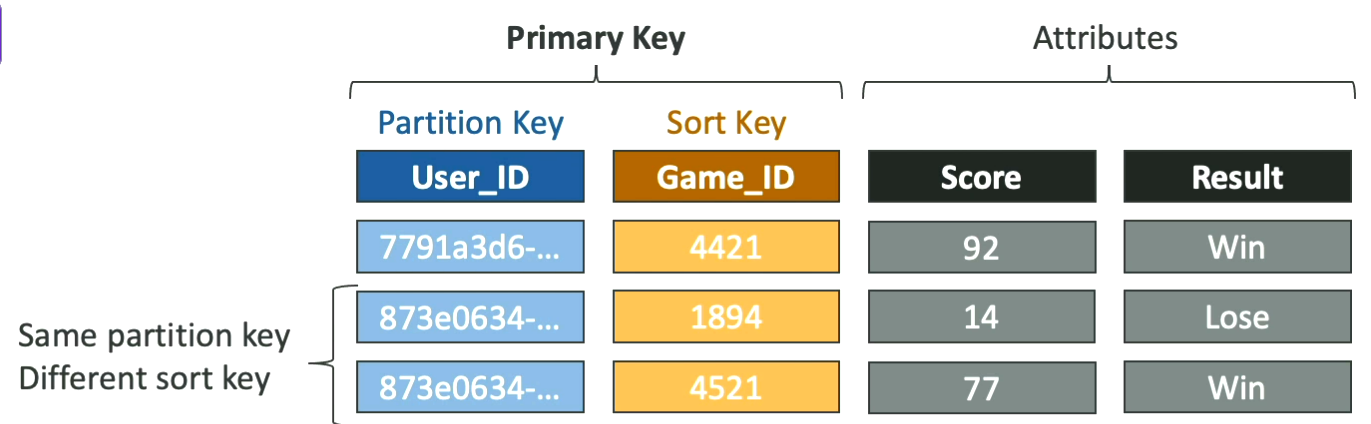 Primary Key Attributes
Partition Key Sort Key
User_ID Game_ID Score Result
7791a3d6-... 4421 92 Win
873e0634-... 1894 14 Lose
Same partition key
Different sort key
873e0634-... 4521 77 Win